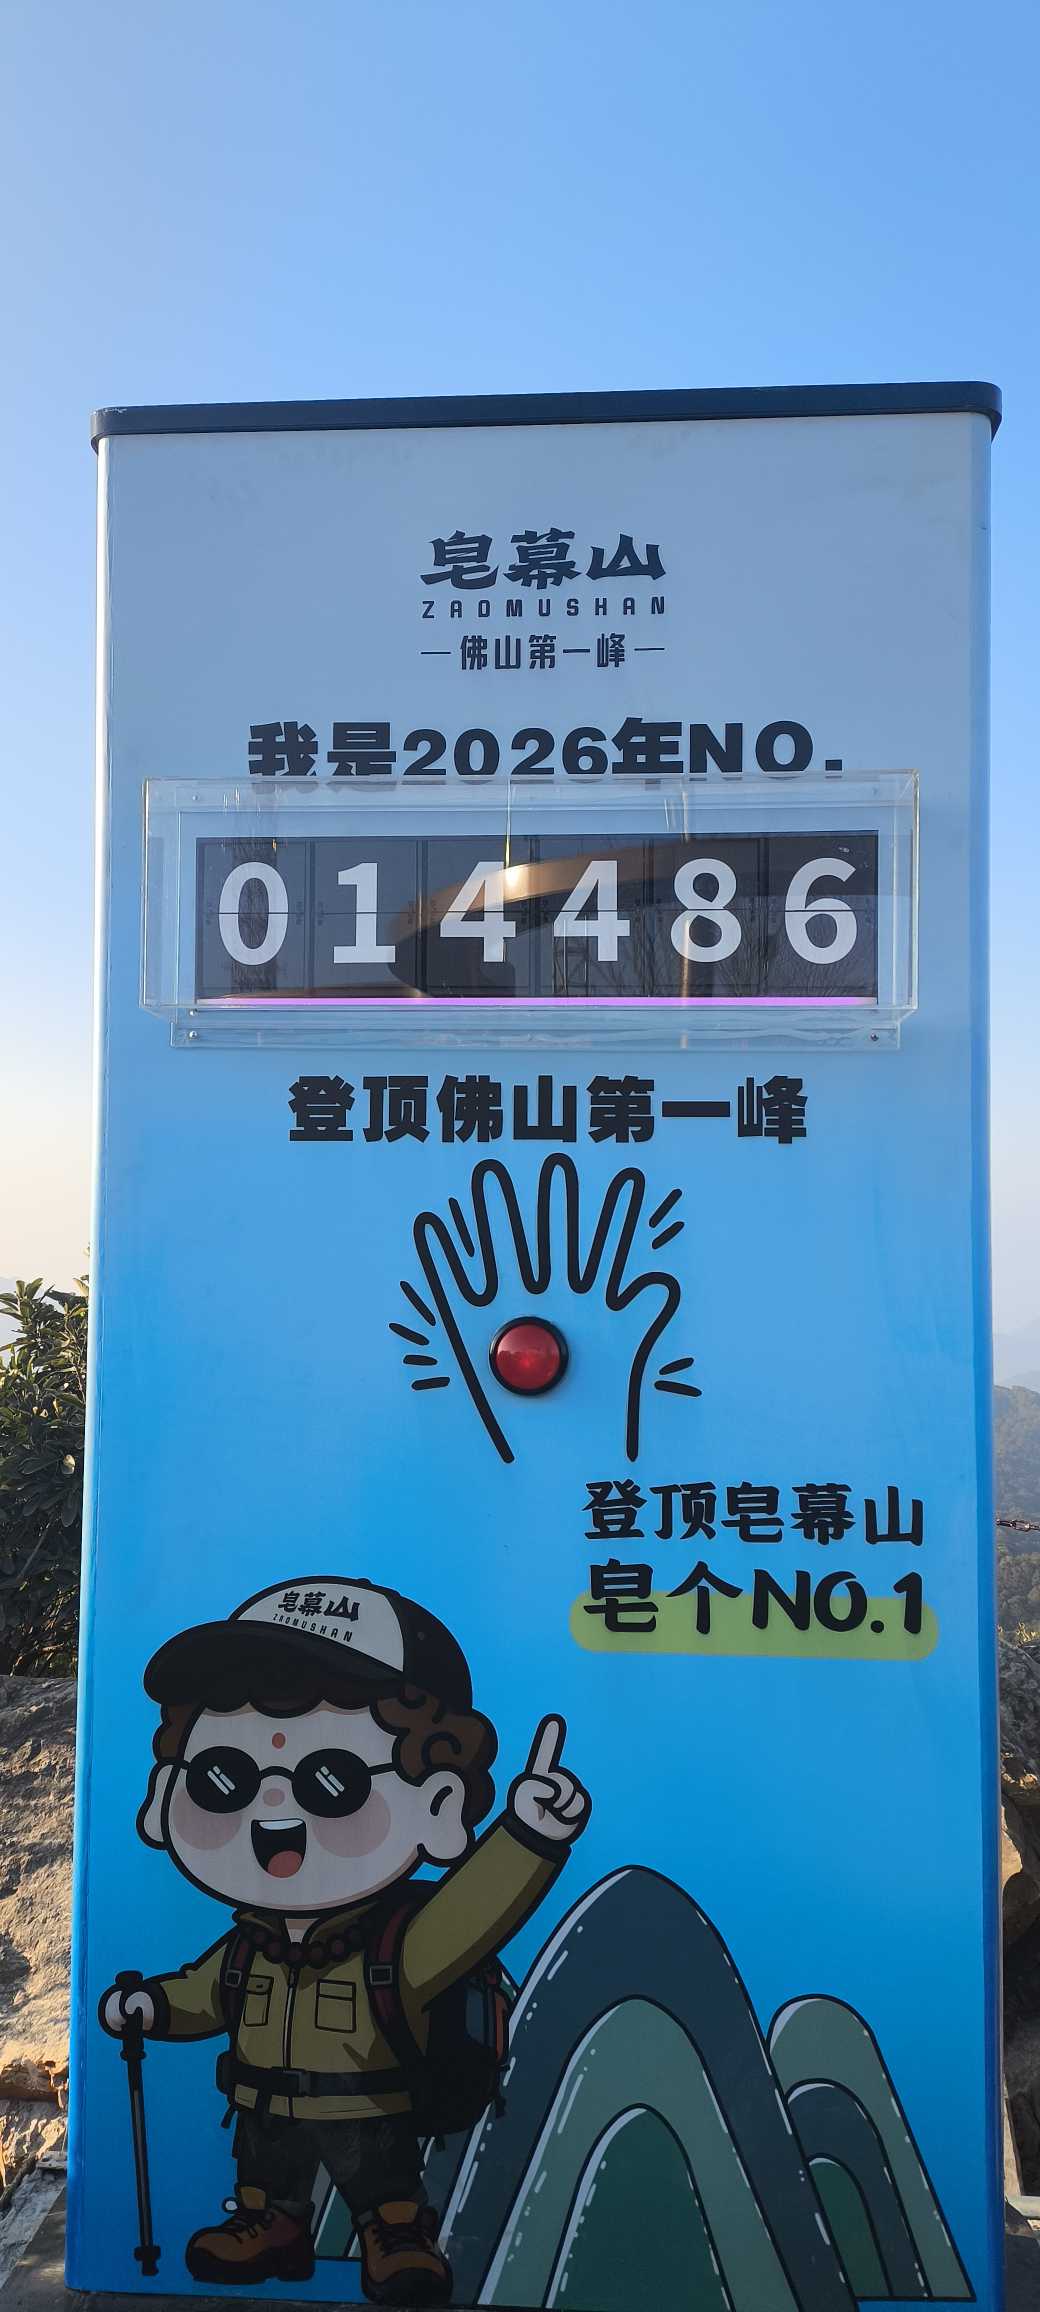 皂幕山
ZAOMUSHAN
佛山第一峰
我是2026年NO.
014486
登顶佛山第一峰
登顶皂幕山
皂个NO.1
皂幕山
ZAOMUSHAN